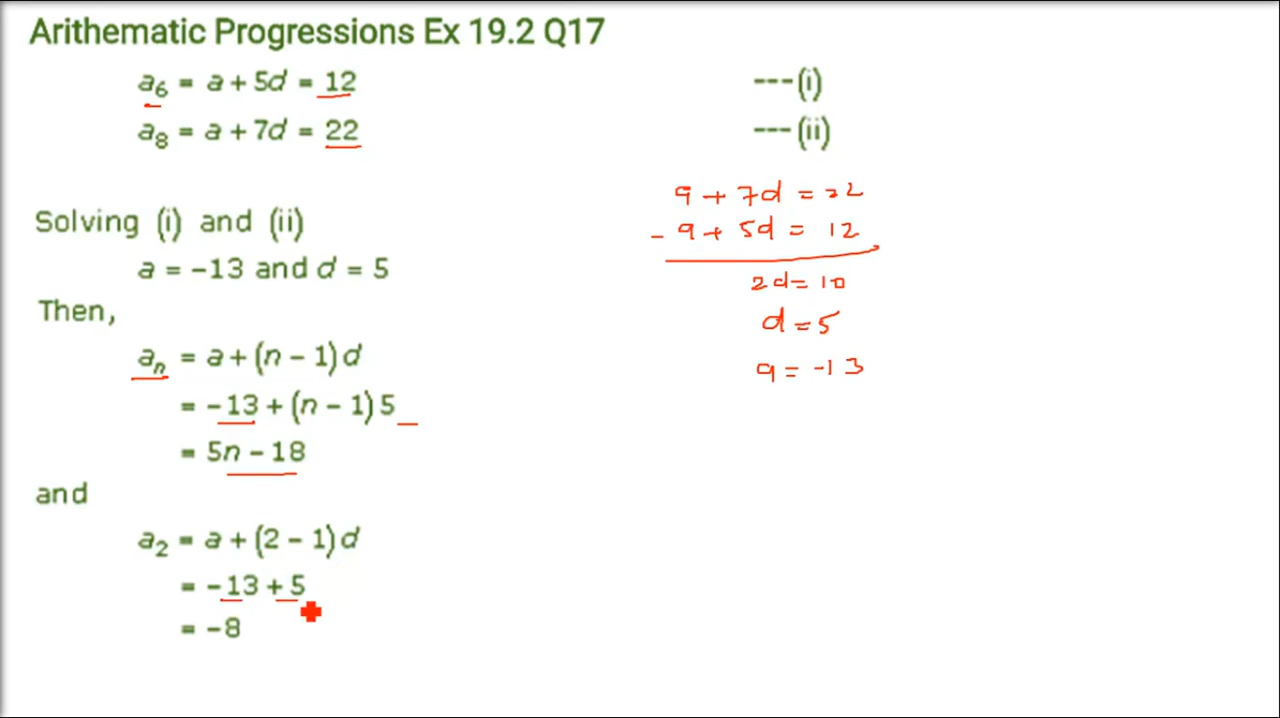 Arithematic Progressions Ex 19.2 Q17
a₆ = a + 5d = 12 ---(i)
a₈ = a + 7d = 22 ---(ii)
Solving (i) and (ii)
a = -13 and d = 5
Then,
aₙ = a + (n - 1)d
= -13 + (n - 1)5
= 5n - 18
and
a₂ = a + (2 - 1)d
= -13 + 5
= -8
a + 7d = 22
- a + 5d = 12
2d = 10
d = 5
a = -13